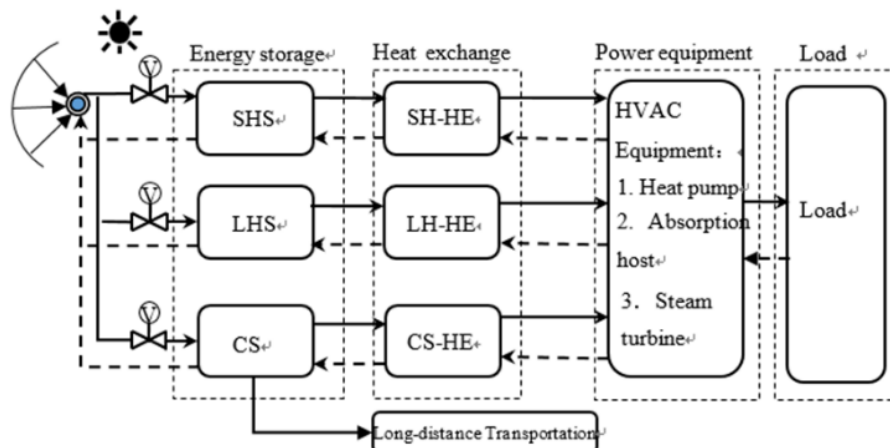 Energy storage↵
Heat exchange
Power equipment
Load ↵
V
SHS↵
SH-HE↵
HVAC
Equipment：↵
1. Heat pump↵
2. Absorption
host↵
3. Steam
turbine↵
Load↵
V
LHS↵
LH-HE↵
V
CS↵
CS-HE↵
Long-distance Transportation↵